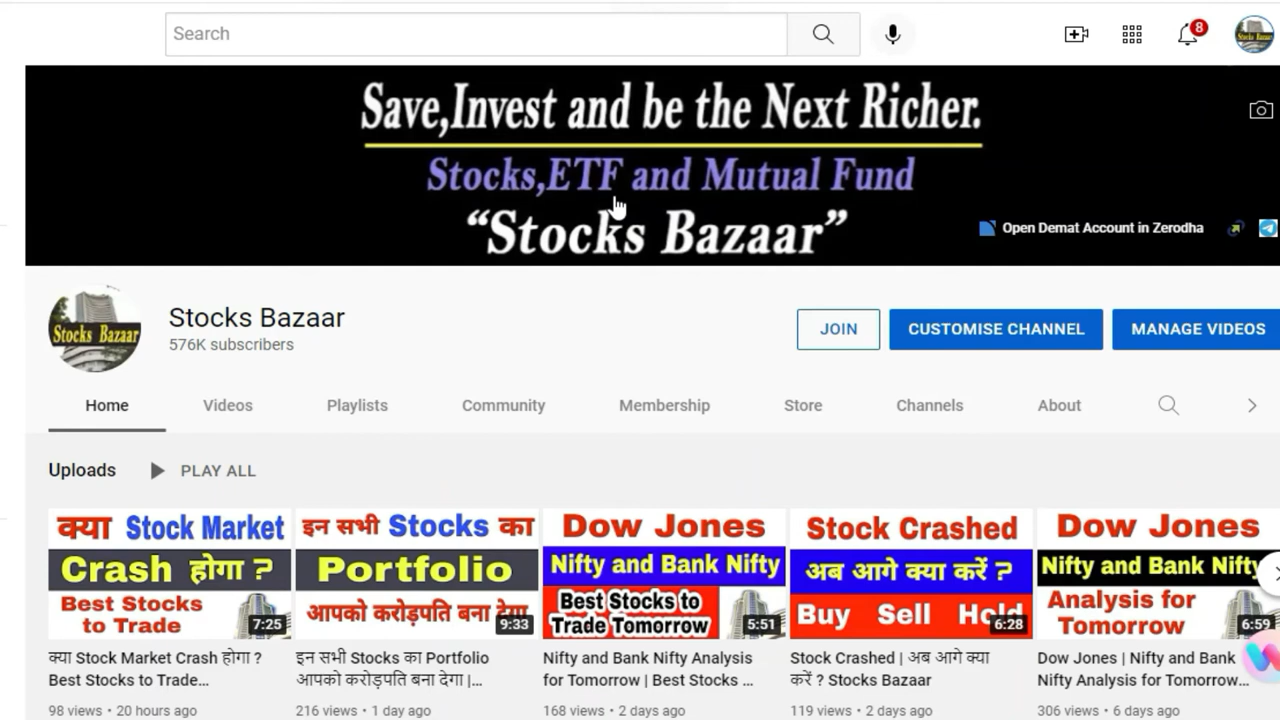 Search
8
Save,Invest and be the Next Richer.
Stocks,ETF and Mutual Fund
“Stocks Bazaar”
Open Demat Account in Zerodha
Stocks Bazaar
Stocks Bazaar
576K subscribers
JOIN
CUSTOMISE CHANNEL
MANAGE VIDEOS
Home
Videos
Playlists
Community
Membership
Store
Channels
About
Uploads
PLAY ALL
क्या Stock Market
Crash होगा ?
Best Stocks
to Trade
7:25
इन सभी Stocks का
Portfolio
आपको करोड़पति बना देगा
9:33
Dow Jones
Nifty and Bank Nifty
Best Stocks to
Trade Tomorrow
5:51
Stock Crashed
अब आगे क्या करें ?
Buy Sell Hold
6:28
Dow Jones
Nifty and Bank Nifty
Analysis for
Tomorrow
6:59
क्या Stock Market Crash होगा ?
Best Stocks to Trade...
98 views • 20 hours ago
इन सभी Stocks का Portfolio
आपको करोड़पति बना देगा |...
216 views • 1 day ago
Nifty and Bank Nifty Analysis
for Tomorrow | Best Stocks ...
168 views • 2 days ago
Stock Crashed | अब आगे क्या
करें ? Stocks Bazaar
119 views • 2 days ago
Dow Jones | Nifty and Bank
Nifty Analysis for Tomorrow...
306 views • 6 days ago